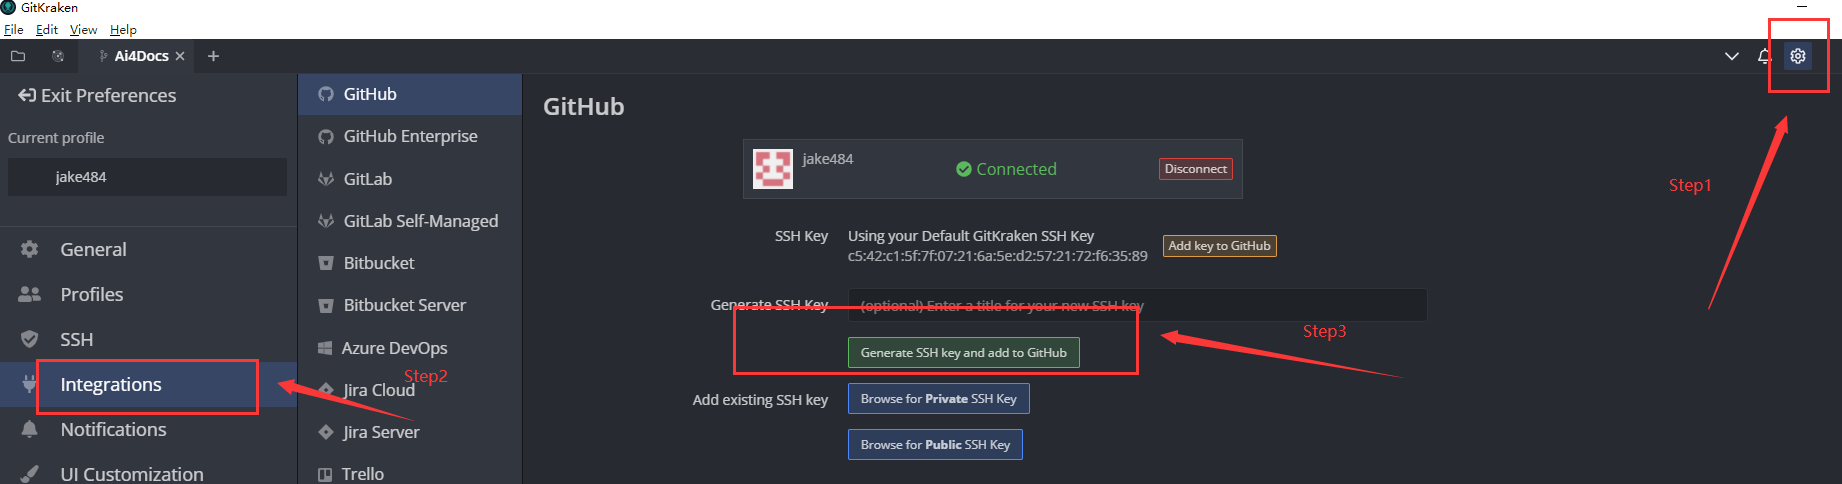 GitKraken
File Edit View Help
Ai4Docs
Exit Preferences
Current profile
jake484
General
Profiles
SSH
Integrations
Notifications
UI Customization
GitHub
GitHub Enterprise
GitLab
GitLab Self-Managed
Bitbucket
Bitbucket Server
Azure DevOps
Jira Cloud
Jira Server
Trello
GitHub
jake484
Connected
Disconnect
SSH Key
Using your Default GitKraken SSH Key
c5:42:c1:5f:7f:07:21:6a:5e:d2:57:21:72:f6:35:89
Add key to GitHub
Generate SSH Key
(optional) Enter a title for your new SSH key
Generate SSH key and add to GitHub
Add existing SSH key
Browse for Private SSH Key
Browse for Public SSH Key
Step1
Step2
Step3